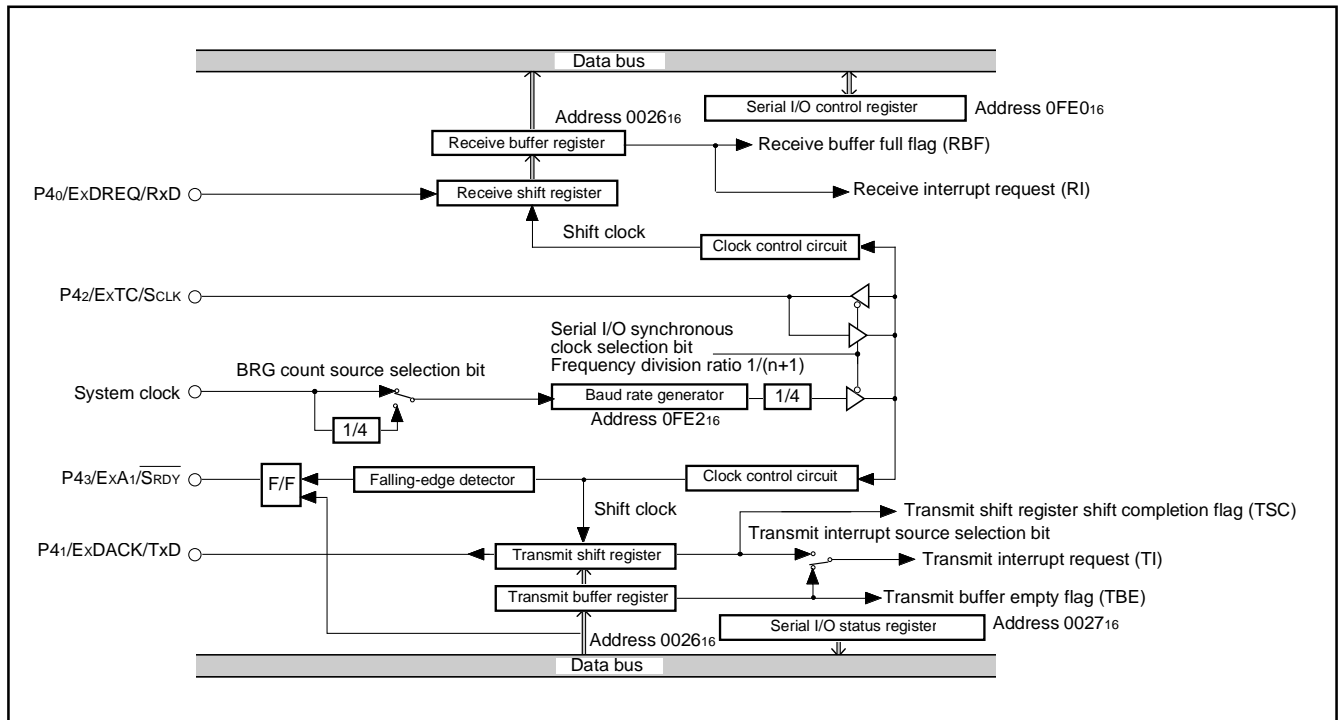 Data bus
Serial I/O control register
Address 0FE0₁₆
Address 0026₁₆
Receive buffer register
Receive buffer full flag (RBF)
P4₀/ExDREQ/RxD
Receive shift register
Receive interrupt request (RI)
Shift clock
Clock control circuit
P4₂/ExTC/SCLK
Serial I/O synchronous
clock selection bit
Frequency division ratio 1/(n+1)
BRG count source selection bit
System clock
Baud rate generator
1/4
Address 0FE2₁₆
1/4
P4₃/ExA₁/S̅R̅D̅Y̅
F/F
Falling-edge detector
Clock control circuit
Shift clock
Transmit shift register shift completion flag (TSC)
Transmit interrupt source selection bit
P4₁/ExDACK/TxD
Transmit shift register
Transmit interrupt request (TI)
Transmit buffer register
Transmit buffer empty flag (TBE)
Address 0026₁₆
Serial I/O status register
Address 0027₁₆
Data bus